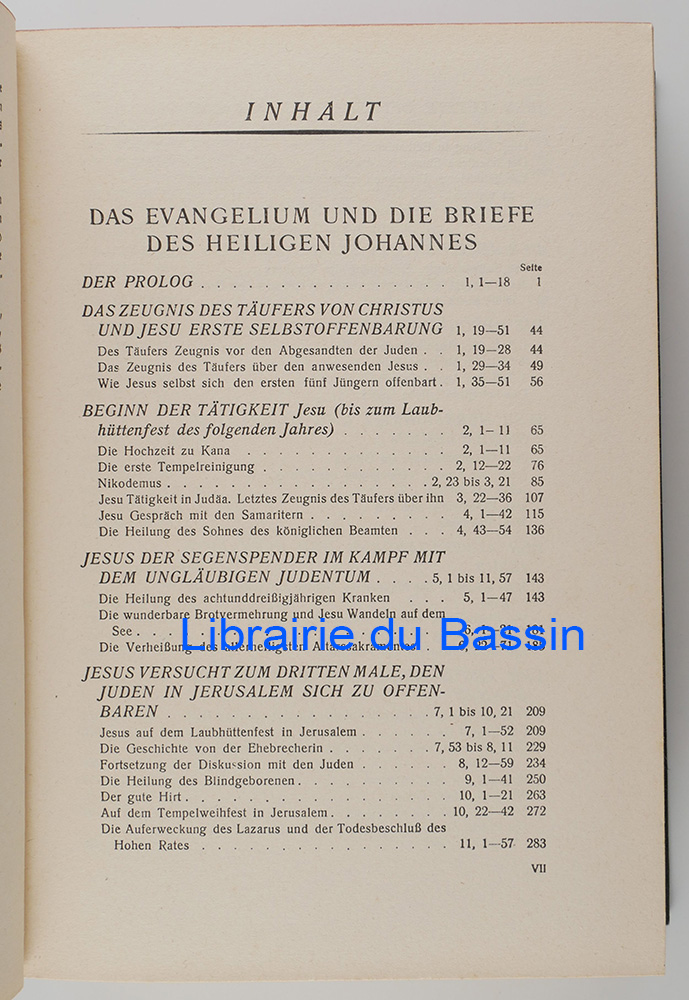 INHALT
DAS EVANGELIUM UND DIE BRIEFE
DES HEILIGEN JOHANNES
Seite
DER PROLOG . . . . . . . . . . . . . . . . 1, 1—18 1
DAS ZEUGNIS DES TÄUFERS VON CHRISTUS
UND JESU ERSTE SELBSTOFFENBARUNG 1, 19—51 44
Des Täufers Zeugnis vor den Abgesandten der Juden . . 1, 19—28 44
Das Zeugnis des Täufers über den anwesenden Jesus . . 1, 29—34 49
Wie Jesus selbst sich den ersten fünf Jüngern offenbart . 1, 35—51 56
BEGINN DER TÄTIGKEIT Jesu (bis zum Laub-
hüttenfest des folgenden Jahres) . . . . . . . 2, 1—11 65
Die Hochzeit zu Kana . . . . . . . . . . . . . 2, 1—11 65
Die erste Tempelreinigung . . . . . . . . . . . . 2, 12—22 76
Nikodemus . . . . . . . . . . . . . . . . 2, 23 bis 3, 21 85
Jesu Tätigkeit in Judäa. Letztes Zeugnis des Täufers über ihn 3, 22—36 107
Jesu Gespräch mit den Samaritern . . . . . . . . . 4, 1—42 115
Die Heilung des Sohnes des königlichen Beamten . . . 4, 43—54 136
JESUS DER SEGENSPENDER IM KAMPF MIT
DEM UNGLÄUBIGEN JUDENTUM . . . . 5, 1 bis 11, 57 143
Die Heilung des achtunddreißigjährigen Kranken . . . 5, 1—47 143
Die wunderbare Brotvermehrung und Jesu Wandeln auf dem
See . .
Librairie du Bassin
Die Verheißung des allerheiligsten Altarssakramentes
JESUS VERSUCHT ZUM DRITTEN MALE, DEN
JUDEN IN JERUSALEM SICH ZU OFFEN-
BAREN . . . . . . . . . . . . . . . . 7, 1 bis 10, 21 209
Jesus auf dem Laubhüttenfest in Jerusalem . . . . . . 7, 1—52 209
Die Geschichte von der Ehebrecherin . . . . . . . 7, 53 bis 8, 11 229
Fortsetzung der Diskussion mit den Juden . . . . . . 8, 12—59 234
Die Heilung des Blindgeborenen . . . . . . . . . . 9, 1—41 250
Der gute Hirt . . . . . . . . . . . . . . . . 10, 1—21 263
Auf dem Tempelweihfest in Jerusalem . . . . . . . . 10, 22—42 272
Die Auferweckung des Lazarus und der Todesbeschluß des
Hohen Rates . . . . . . . . . . . . . . . 11, 1—57 283
VII